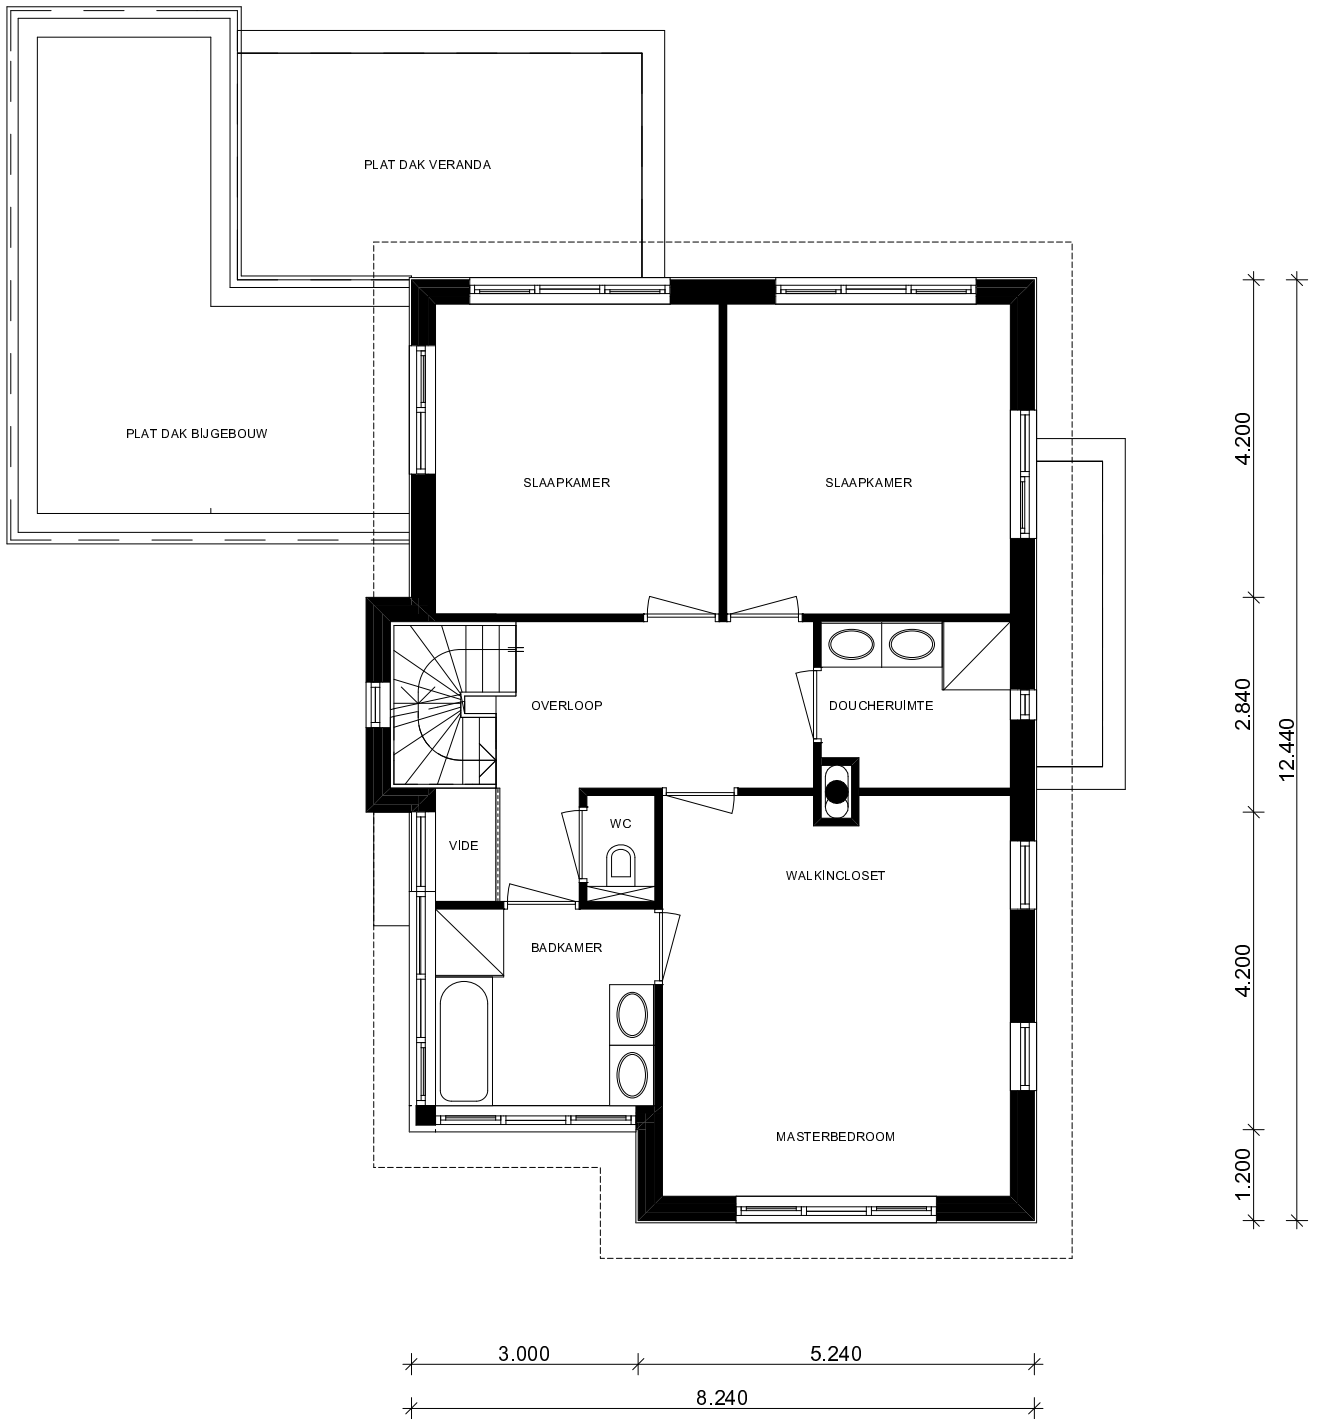 PLAT DAK VERANDA
PLAT DAK BIJGEBOUW
SLAAPKAMER
SLAAPKAMER
OVERLOOP
DOUCHERUIMTE
WC
VIDE
WALKINCLOSET
BADKAMER
MASTERBEDROOM
4.200
2.840
12.440
4.200
1.200
3.000
5.240
8.240